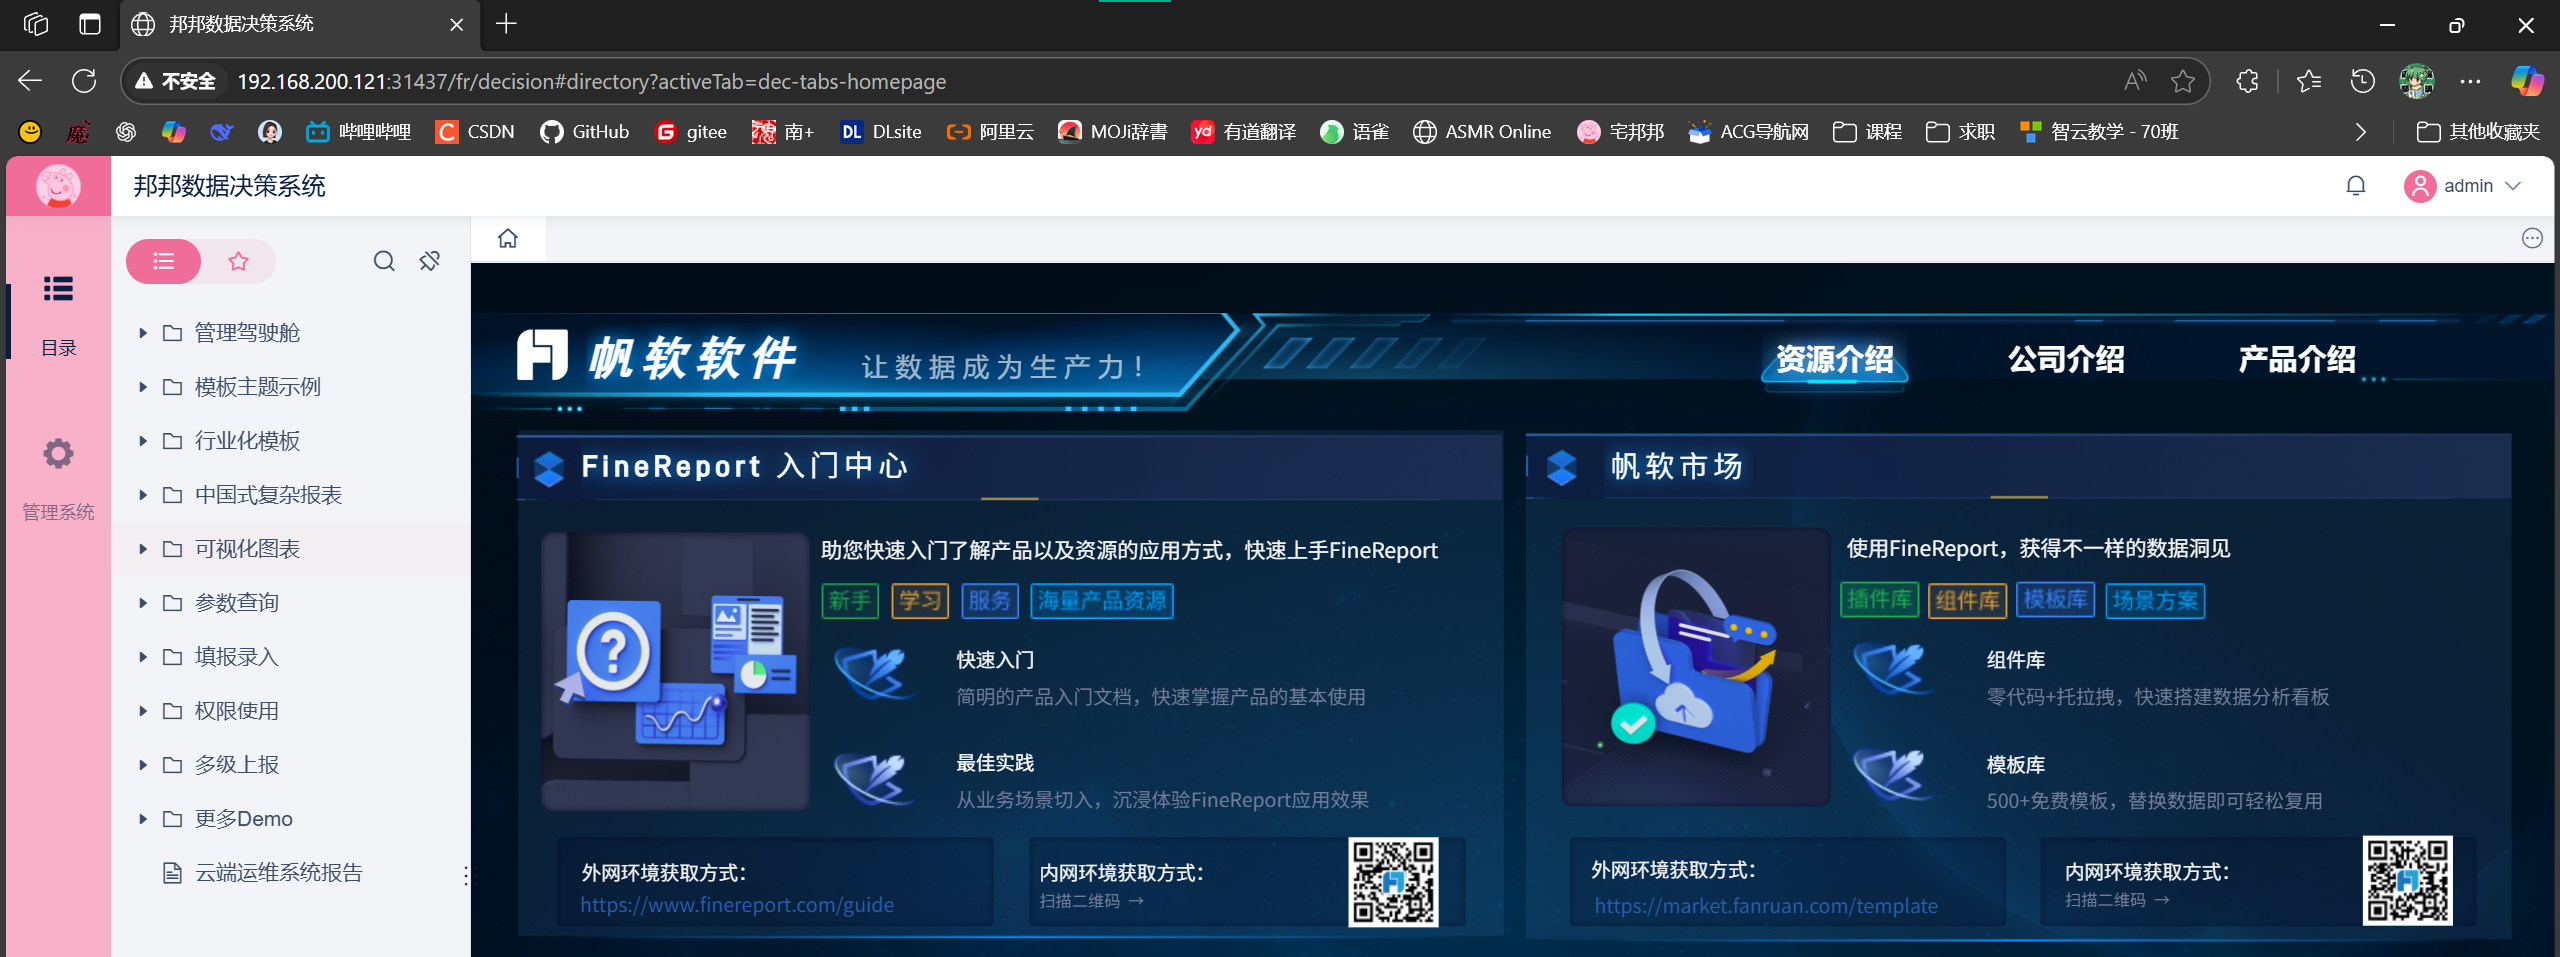 邦邦数据决策系统
不安全 192.168.200.121:31437/fr/decision#directory?activeTab=dec-tabs-homepage
哔哩哔哩 CSDN GitHub gitee 南+ DLsite 阿里云 MOJi辞書 有道翻译 语雀 ASMR Online 宅邦邦 ACG导航网 课程 求职 智云教学 - 70班 其他收藏夹
邦邦数据决策系统
admin
目录
管理系统
管理驾驶舱
模板主题示例
行业化模板
中国式复杂报表
可视化图表
参数查询
填报录入
权限使用
多级上报
更多Demo
云端运维系统报告
帆软软件 让数据成为生产力!
资源介绍 公司介绍 产品介绍
FineReport 入门中心
助您快速入门了解产品以及资源的应用方式，快速上手FineReport
新手 学习 服务 海量产品资源
快速入门
简明的产品入门文档，快速掌握产品的基本使用
最佳实践
从业务场景切入，沉浸体验FineReport应用效果
外网环境获取方式：
https://www.finereport.com/guide
内网环境获取方式：
扫描二维码 →
帆软市场
使用FineReport，获得不一样的数据洞见
插件库 组件库 模板库 场景方案
组件库
零代码+托拉拽，快速搭建数据分析看板
模板库
500+免费模板，替换数据即可轻松复用
外网环境获取方式：
https://market.fanruan.com/template
内网环境获取方式：
扫描二维码 →